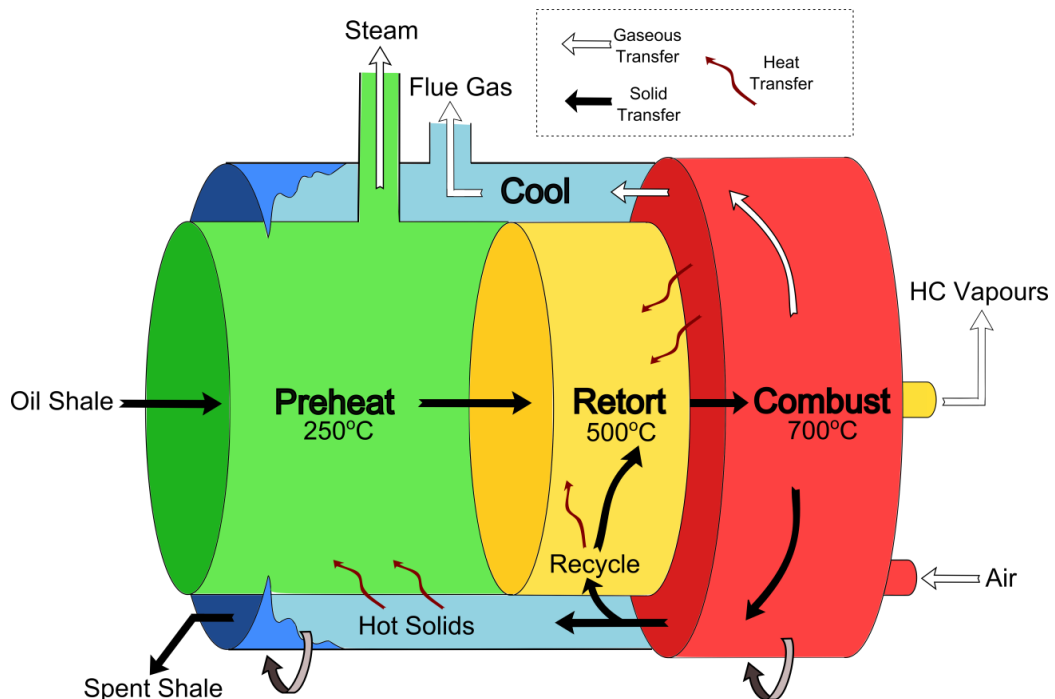 Steam
Flue Gas
Gaseous
Transfer
Solid
Transfer
Heat
Transfer
Cool
HC Vapours
Oil Shale
Preheat
250°C
Retort
500°C
Combust
700°C
Recycle
Air
Hot Solids
Spent Shale